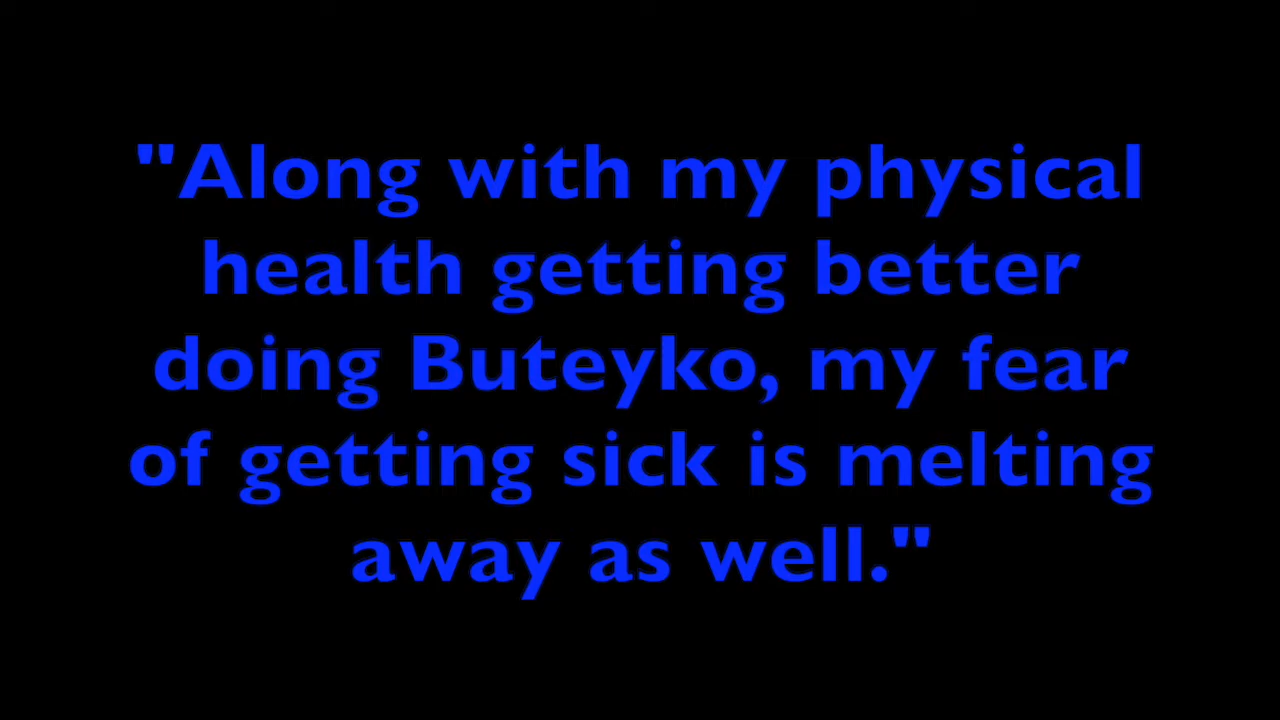 "Along with my physical
health getting better
doing Buteyko, my fear
of getting sick is melting
away as well."